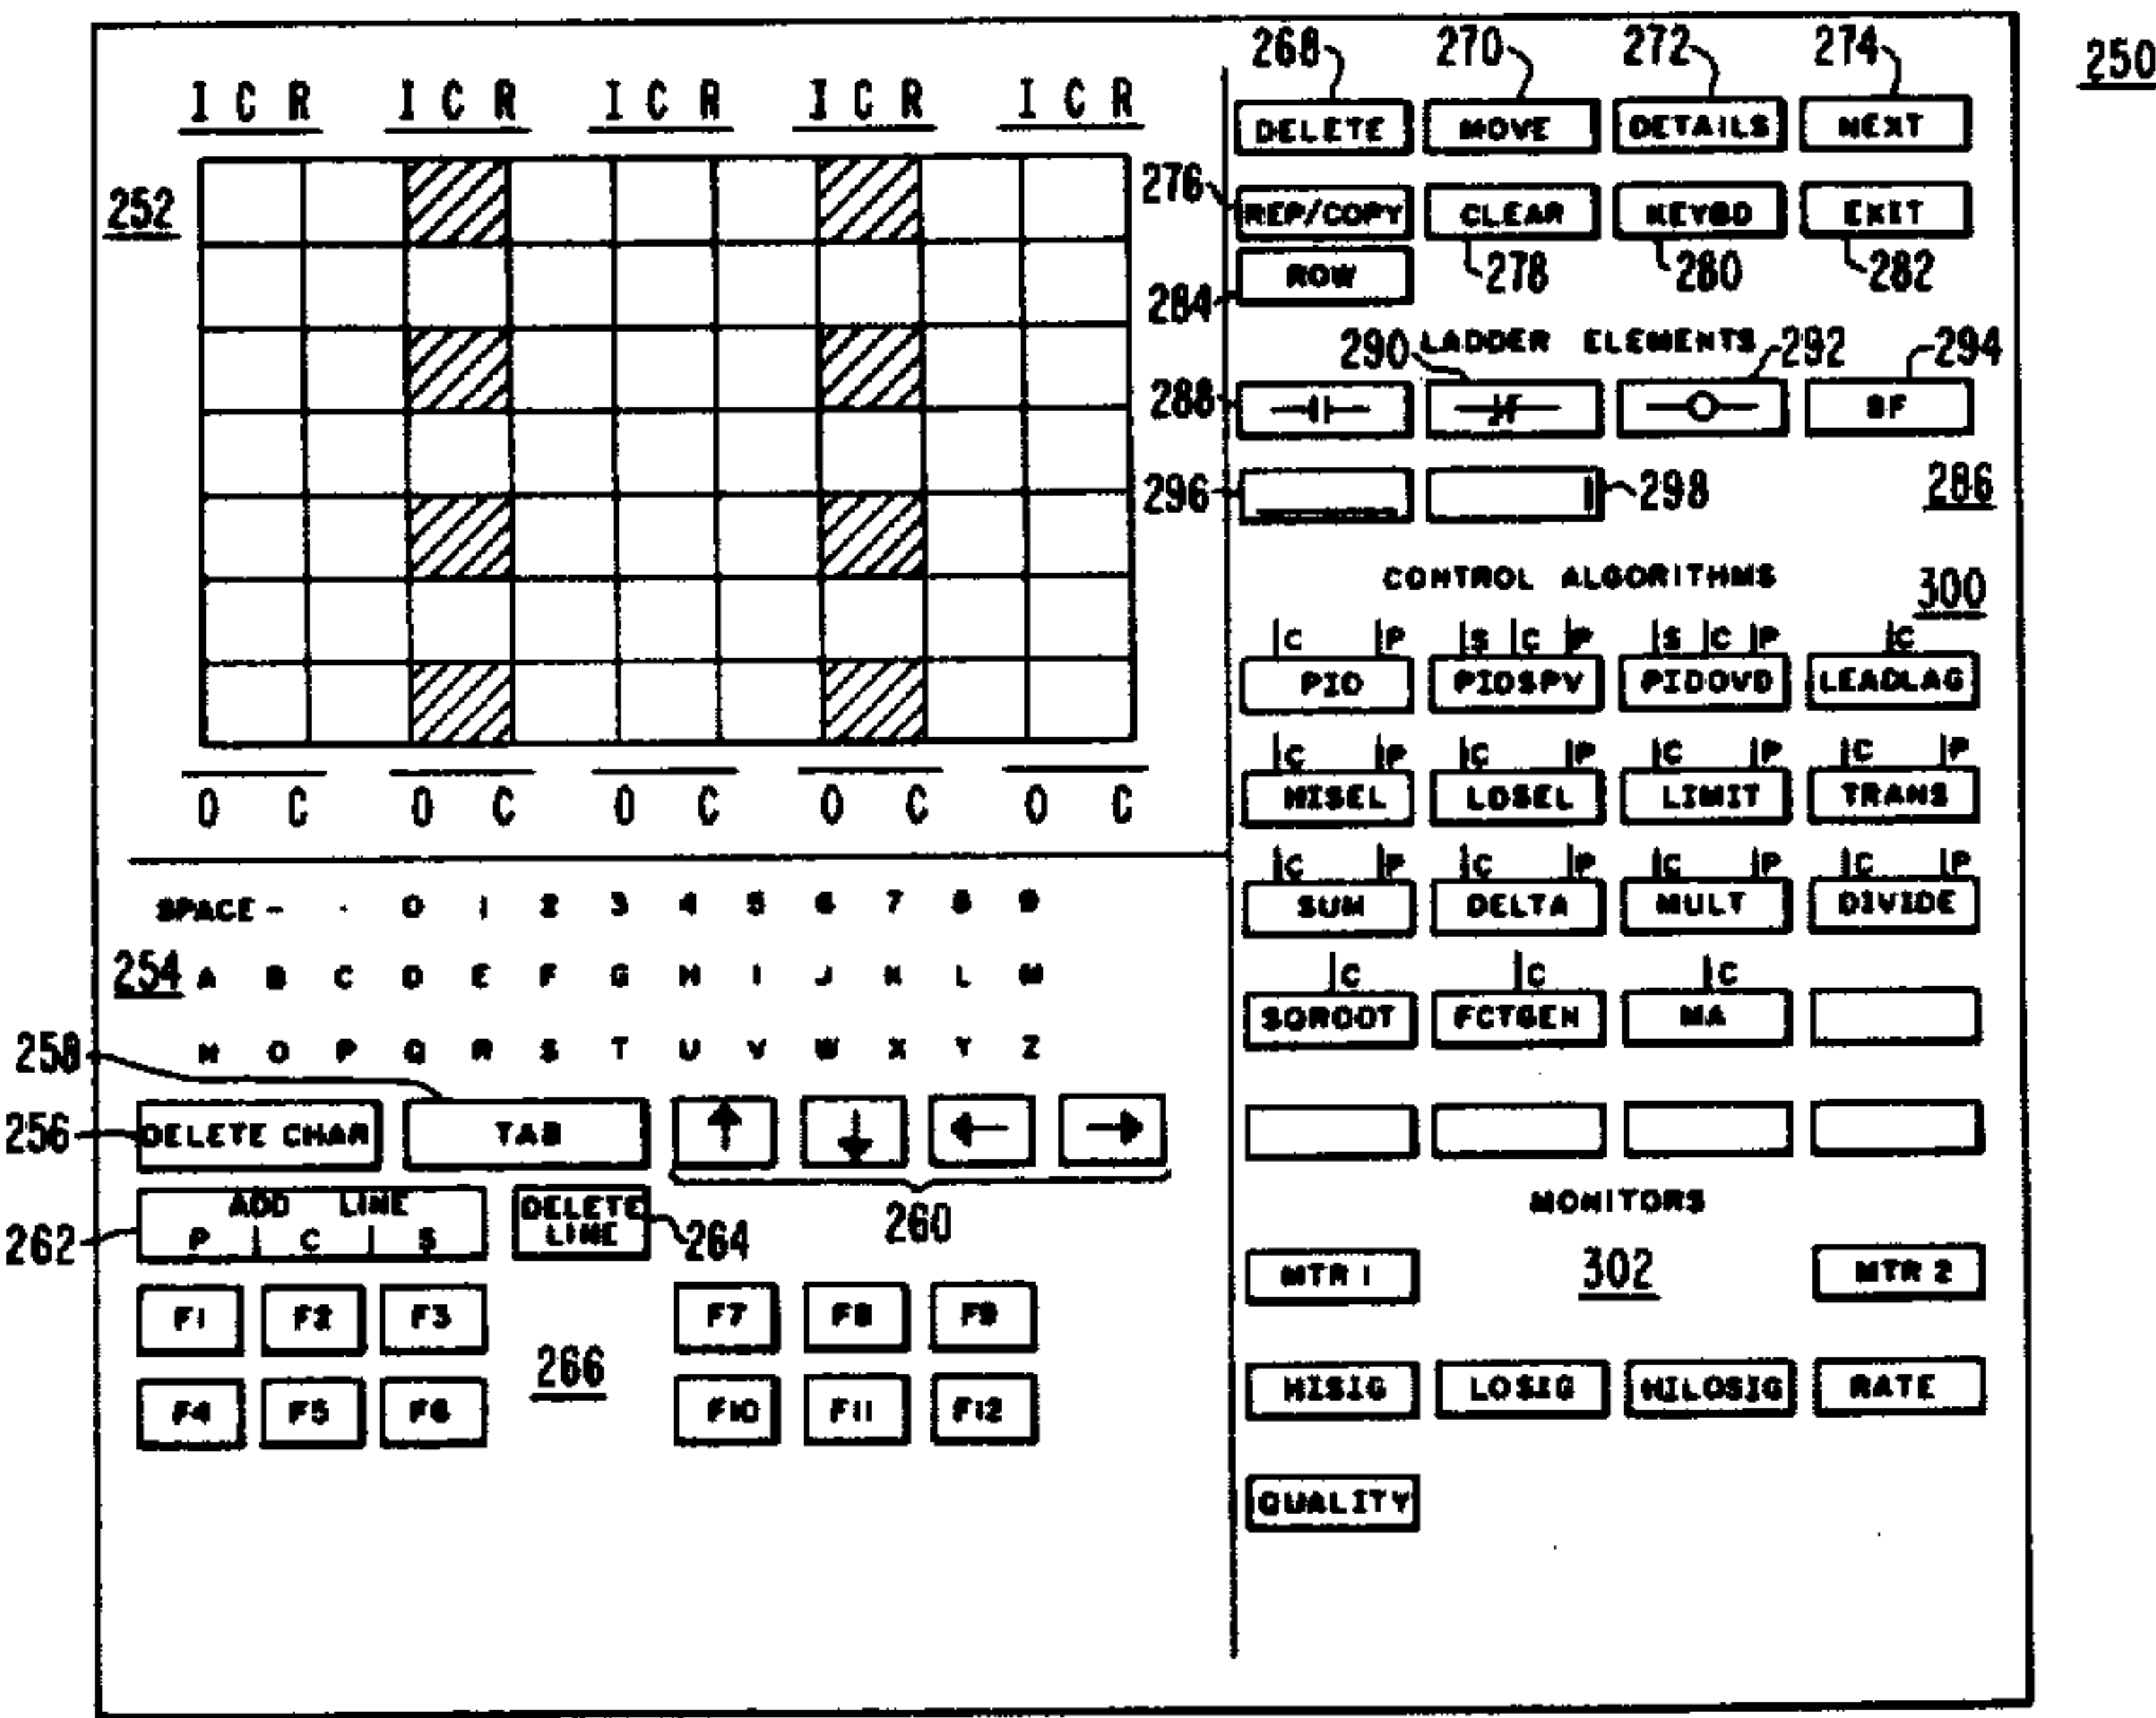 250
I C R I C R I C R I C R I C R
252
O C O C O C O C O C
SPACE - . 0 1 2 3 4 5 6 7 8 9
254 A B C D E F G H I J K L M
N O P Q R S T U V W X Y Z
258
256 DELETE CHAR TAB ↑ ↓ ← →
260
262 ADD LINE
P | C | S
DELETE
LINE 264
F1 F2 F3 F7 F8 F9
266
F4 F5 F6 F10 F11 F12
268 270 272 274
DELETE MOVE DETAILS NEXT
276 REP/COPY CLEAR KEYBD EXIT
278 280 282
284 ROW
LADDER ELEMENTS
290 292 294
288 SF
296 298 286
CONTROL ALGORITHMS
300
C P S C P S C P C
PID PIDSPV PIDOVD LEADLAG
C P C P C P C P
HISEL LOSEL LIMIT TRANS
C P C P C P C P
SUM DELTA MULT DIVIDE
C C C
SQROOT FCTGEN MA
MONITORS
MTR 1 302 MTR 2
HISIG LOSIG HILOSIG RATE
QUALITY